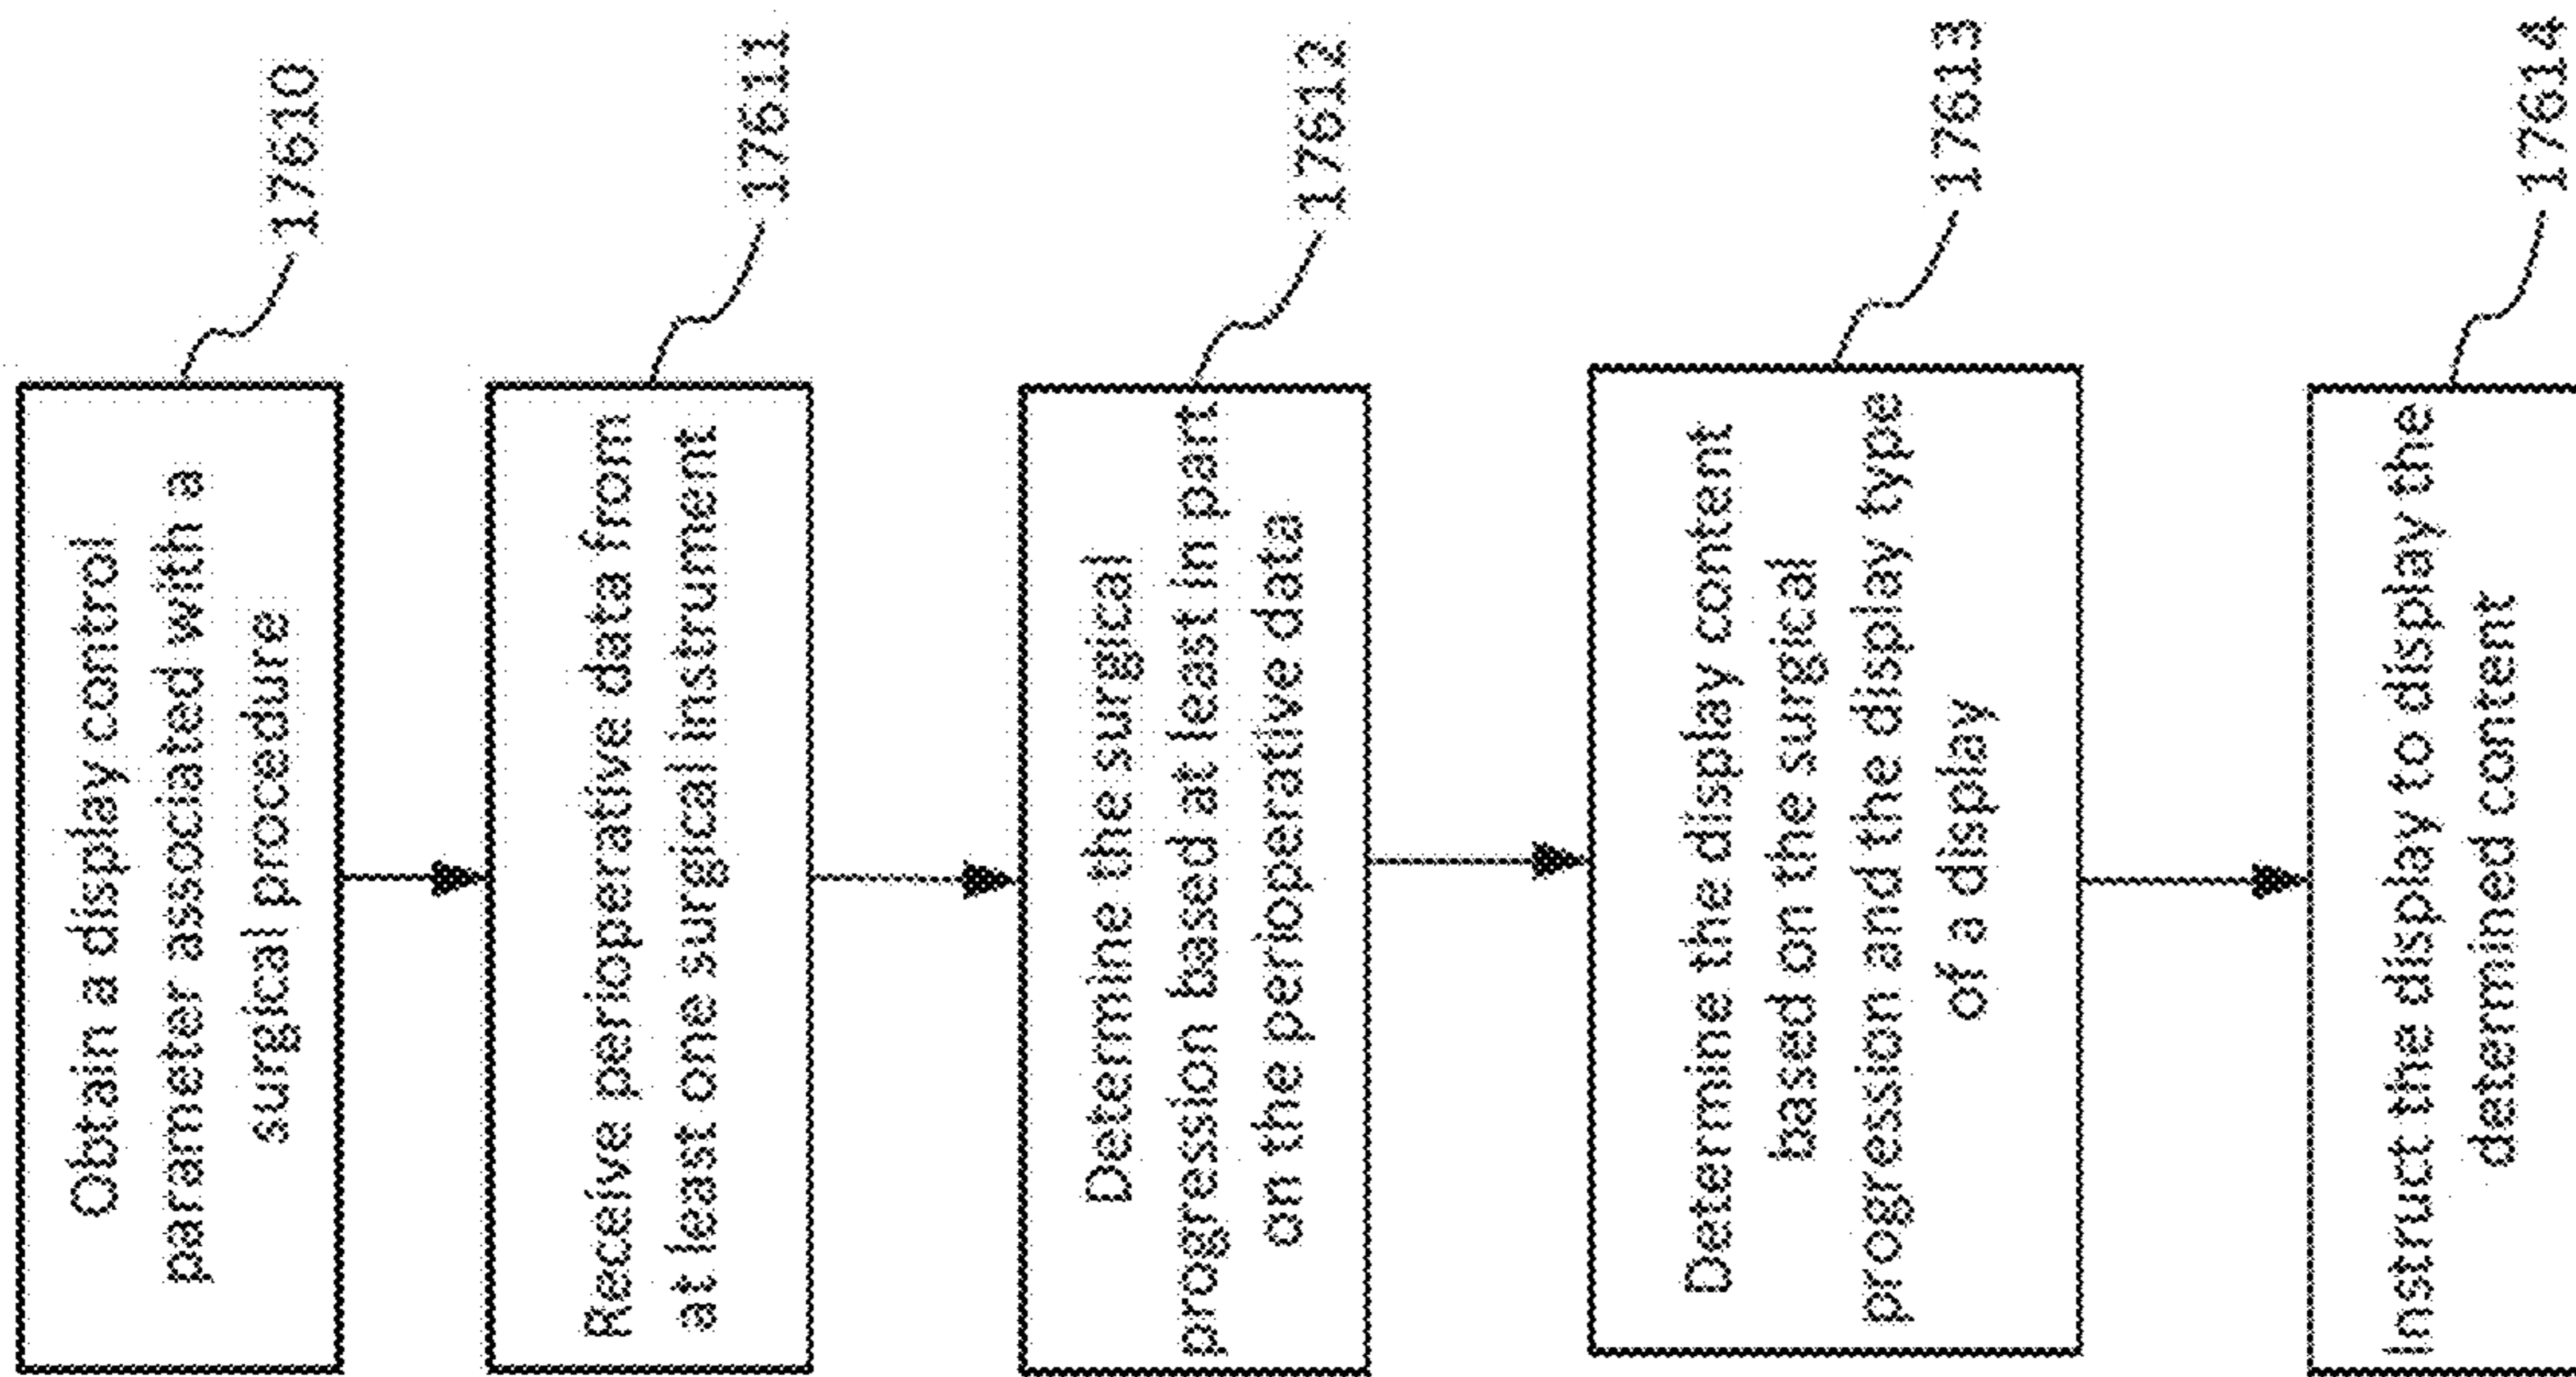 Obtain a display control
parameter associated with a
surgical procedure
17610
Receive perioperative data from
at least one surgical instrument
17611
Determine the surgical
progression based at least in part
on the perioperative data
17612
Determine the display content
based on the surgical
progression and the display type
of a display
17613
Instruct the display to display the
determined content
17614